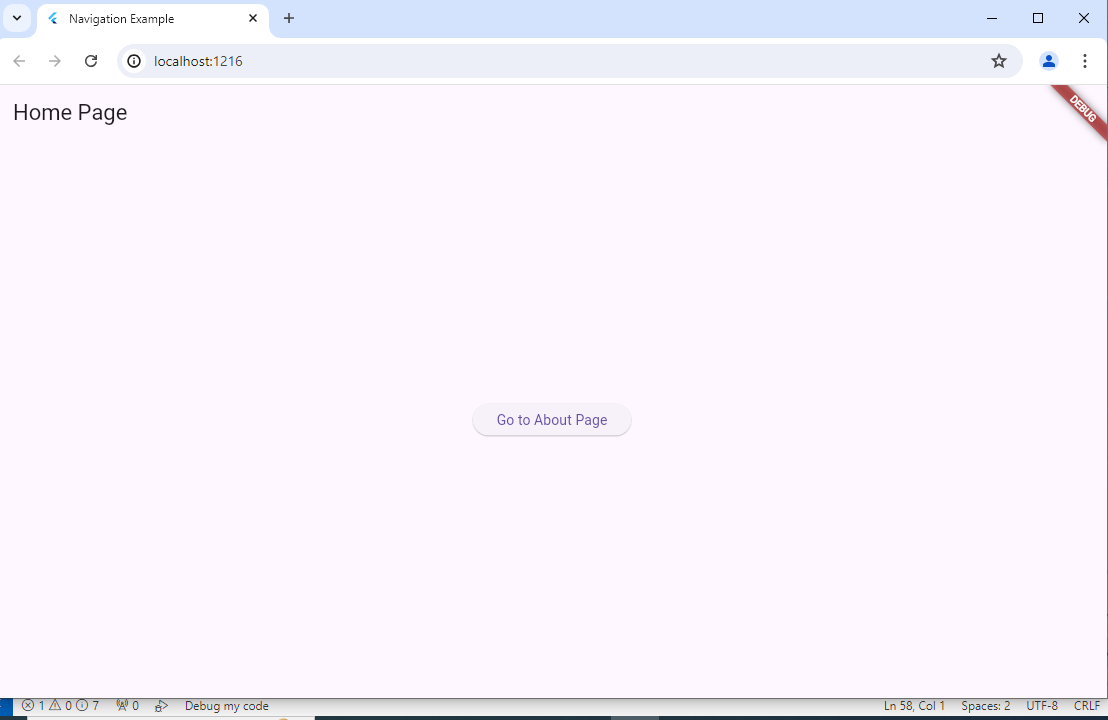 Navigation Example
localhost:1216
Home Page
DEBUG
Go to About Page
1 0 7 0 Debug my code Ln 58, Col 1 Spaces: 2 UTF-8 CRLF